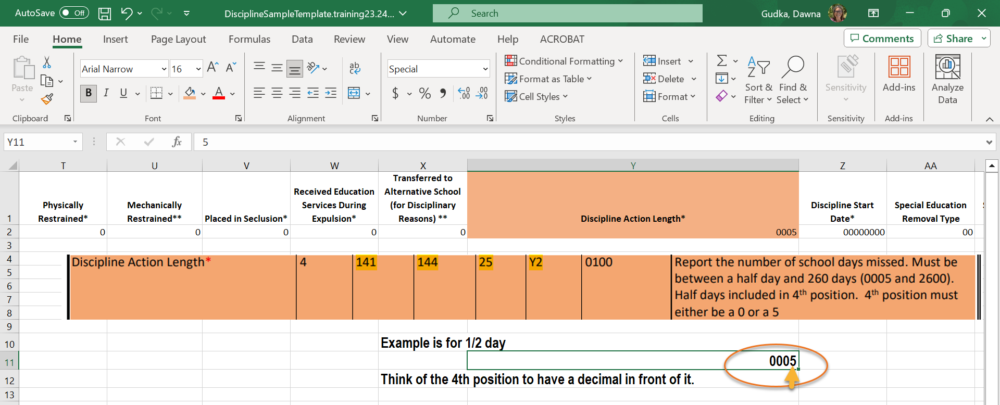 AutoSave Off DisciplineSampleTemplate.training23.24... Search Gudka, Dawna
File Home Insert Page Layout Formulas Data Review View Automate Help ACROBAT Comments Share
Paste
Arial Narrow 16 A A
B I U A
ab
c
Special
$ % , .00 .00
Conditional Formatting
Format as Table
Cell Styles
Insert
Delete
Format
Sort &
Filter
Find &
Select
Sensitivity
Add-ins
Analyze
Data
Clipboard Font Alignment Number Styles Cells Editing Sensitivity Add-ins
Y11 fx 5
T U V W X Y Z AA
1
Physically
Restrained*
Mechanically
Restrained**
Placed in Seclusion*
Received Education
Services During
Expulsion*
Transferred to
Alternative School
(for Disciplinary
Reasons) **
Discipline Action Length*
Discipline Start
Date*
Special Education
Removal Type
2 0 0 0 0 0 0005 00000000 00
3
4 Discipline Action Length* 4 141 144 25 Y2 0100 Report the number of school days missed. Must be
5 between a half day and 260 days (0005 and 2600).
6 Half days included in 4th position. 4th position must
7 either be a 0 or a 5
8
9
10 Example is for 1/2 day
11 0005
12 Think of the 4th position to have a decimal in front of it.
13